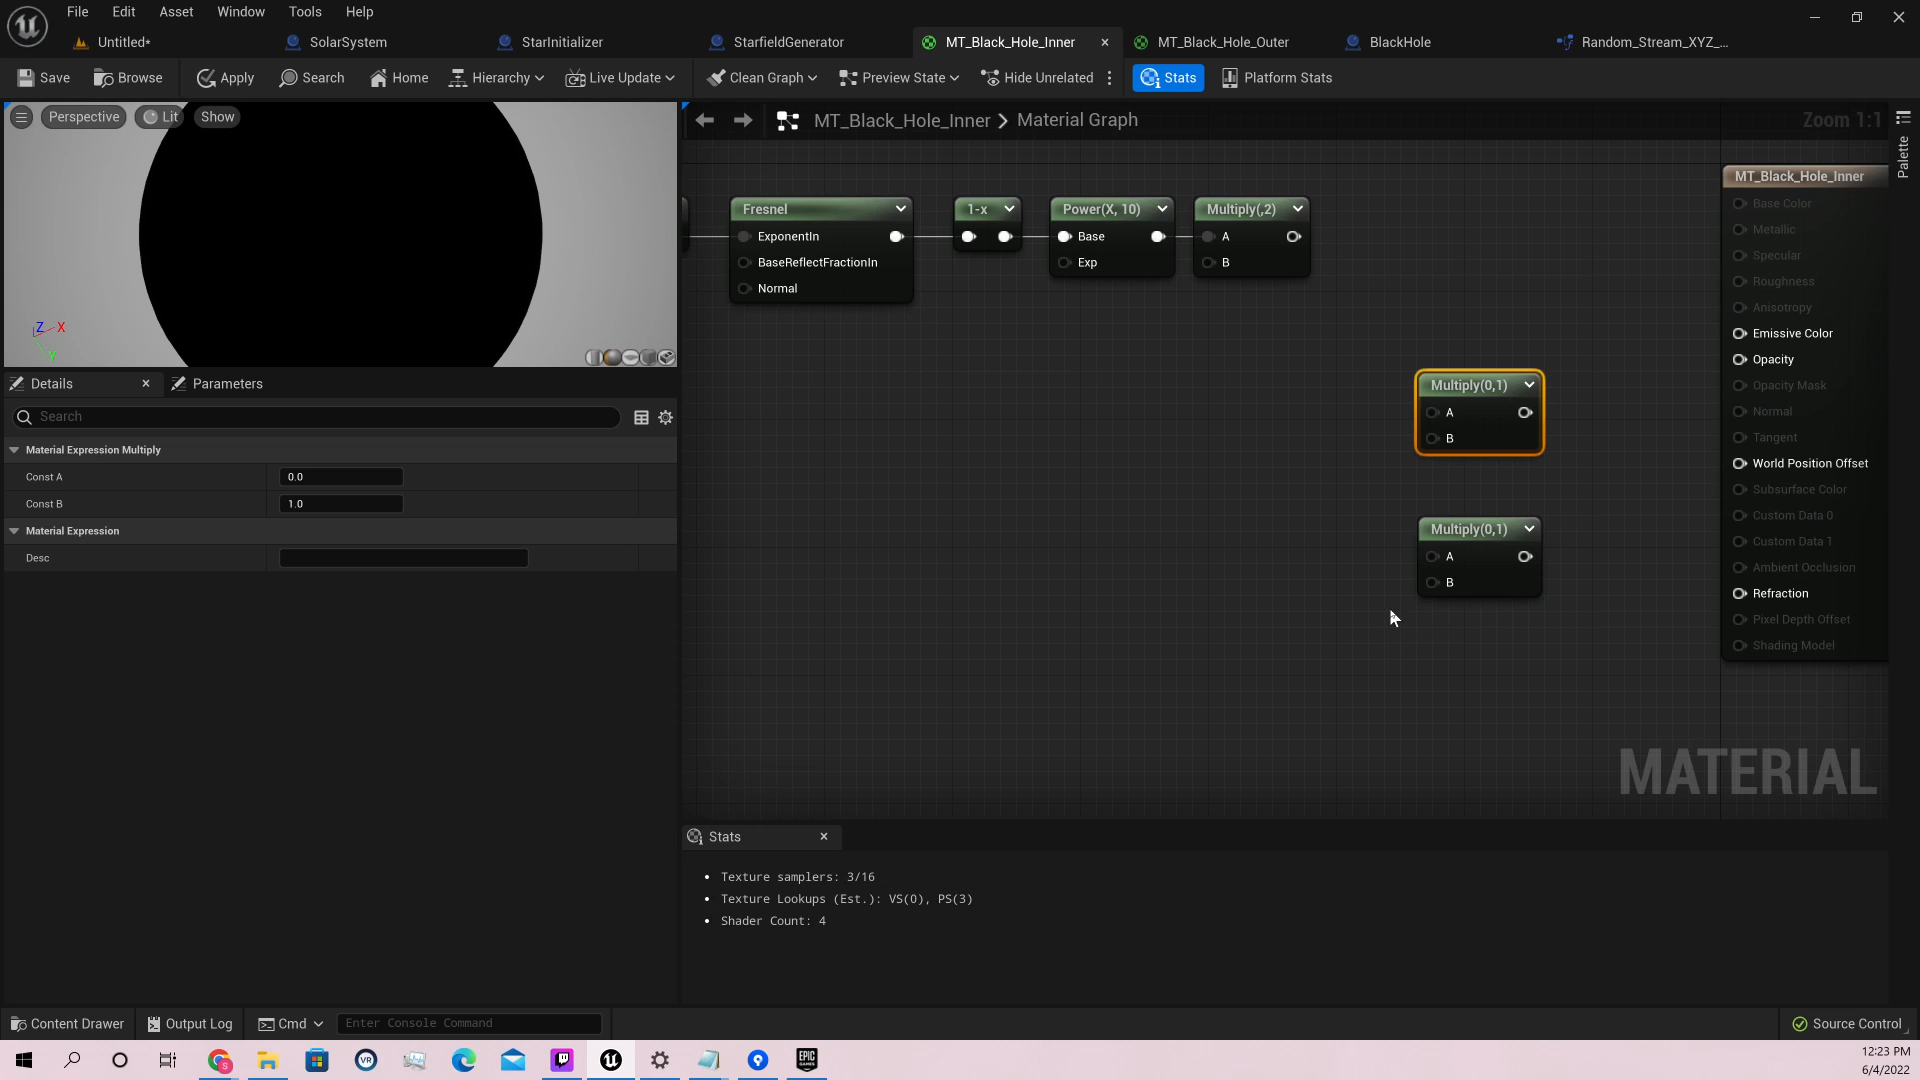 File Edit Asset Window Tools Help
Untitled* SolarSystem StarInitializer StarfieldGenerator MT_Black_Hole_Inner MT_Black_Hole_Outer BlackHole Random_Stream_XYZ_...
Save Browse Apply Search Home Hierarchy Live Update Clean Graph Preview State Hide Unrelated Stats Platform Stats
Perspective Lit Show
MT_Black_Hole_Inner Material Graph
Zoom 1:1
Palette
Fresnel
ExponentIn
BaseReflectFractionIn
Normal
1-x
Power(X, 10)
Base
Exp
Multiply(,2)
A
B
Multiply(0,1)
A
B
Multiply(0,1)
A
B
MT_Black_Hole_Inner
Base Color
Metallic
Specular
Roughness
Anisotropy
Emissive Color
Opacity
Opacity Mask
Normal
Tangent
World Position Offset
Subsurface Color
Custom Data 0
Custom Data 1
Ambient Occlusion
Refraction
Pixel Depth Offset
Shading Model
MATERIAL
Z X
Y
Details Parameters
Search
Material Expression Multiply
Const A 0.0
Const B 1.0
Material Expression
Desc
Stats
• Texture samplers: 3/16
• Texture Lookups (Est.): VS(0), PS(3)
• Shader Count: 4
Content Drawer Output Log Cmd Enter Console Command Source Control
VR
S
EPIC GAMES
12:23 PM
6/4/2022